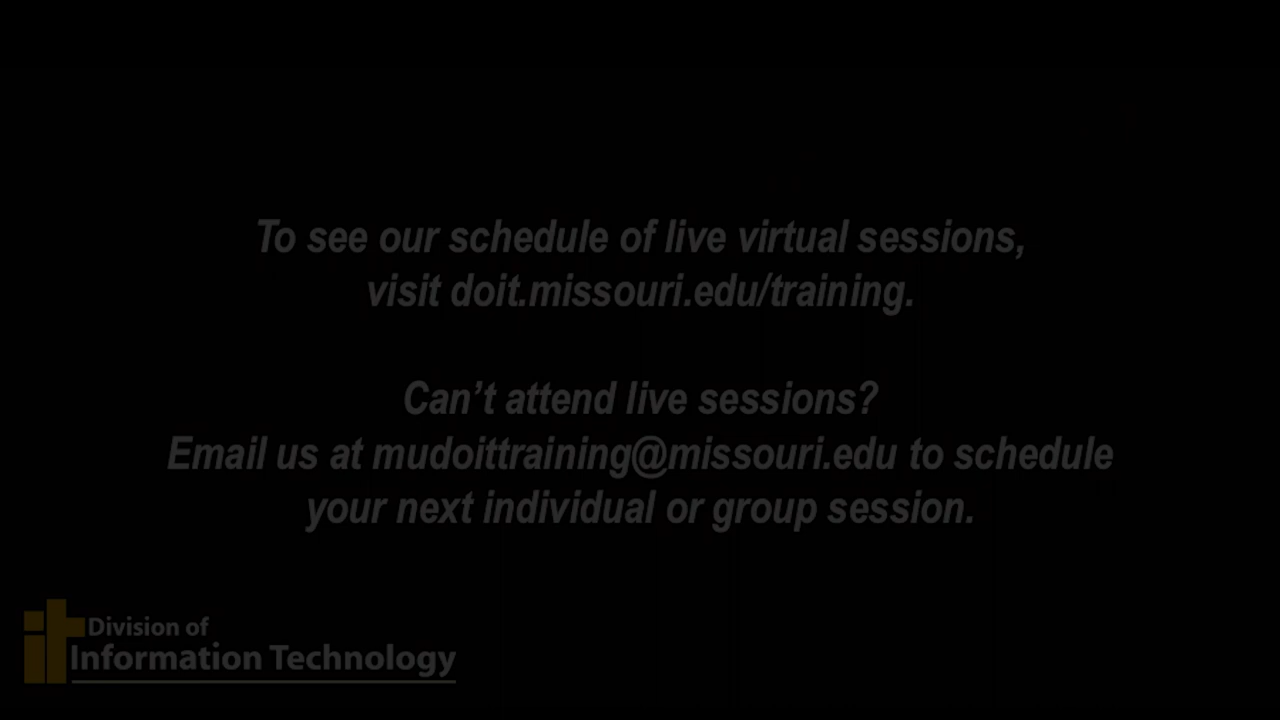 To see our schedule of live virtual sessions,
visit doit.missouri.edu/training.
Can’t attend live sessions?
Email us at mudoittraining@missouri.edu to schedule
your next individual or group session.
it Division of
Information Technology